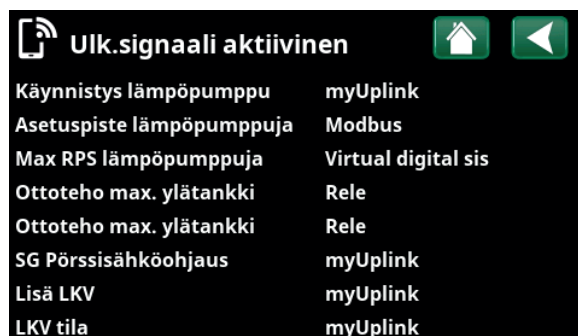 Ulk.signaali aktiivinen
Käynnistys lämpöpumppu myUplink
Asetuspiste lämpöpumppuja Modbus
Max RPS lämpöpumppuja Virtual digital sis
Ottoteho max. ylätankki Rele
Ottoteho max. ylätankki Rele
SG Pörssisähköohjaus myUplink
Lisä LKV myUplink
LKV tila myUplink